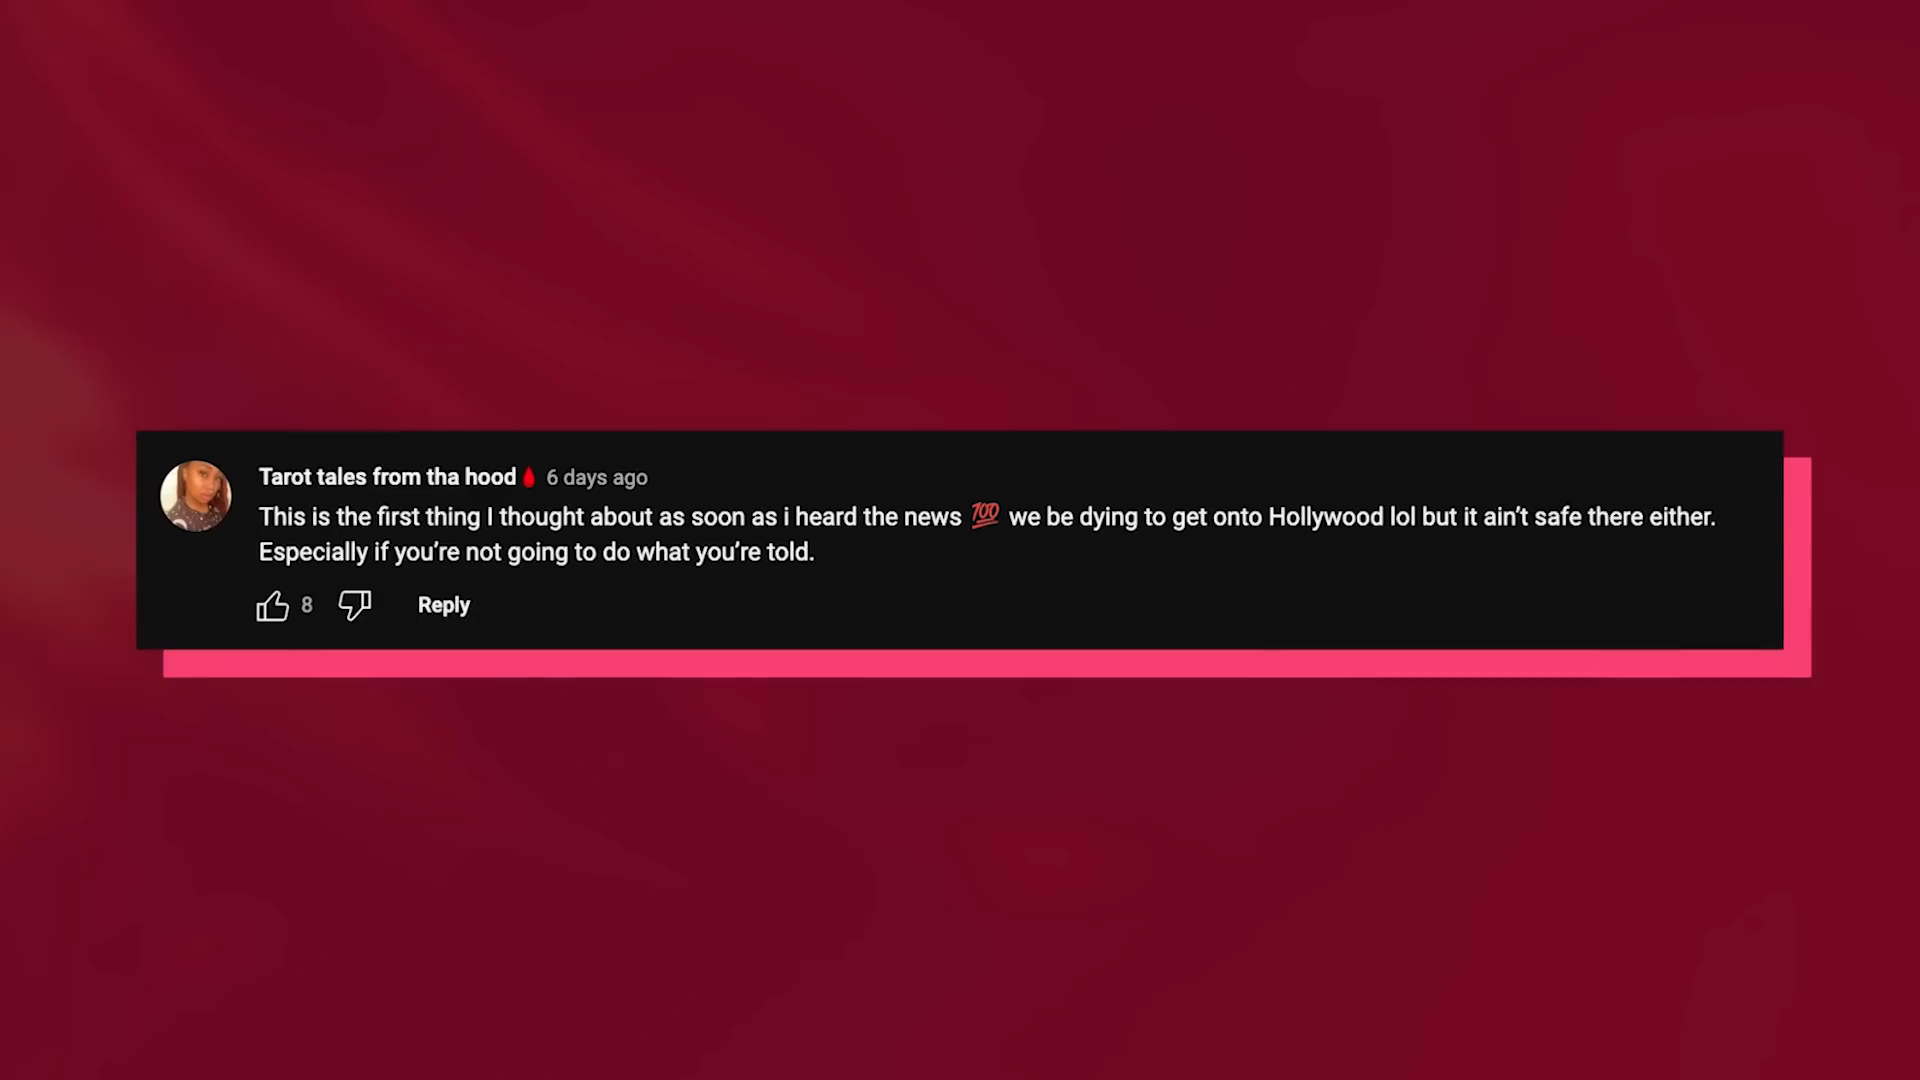 Tarot tales from tha hood🩸 6 days ago
This is the first thing I thought about as soon as i heard the news 💯 we be dying to get onto Hollywood lol but it ain’t safe there either.
Especially if you’re not going to do what you’re told.
8 Reply